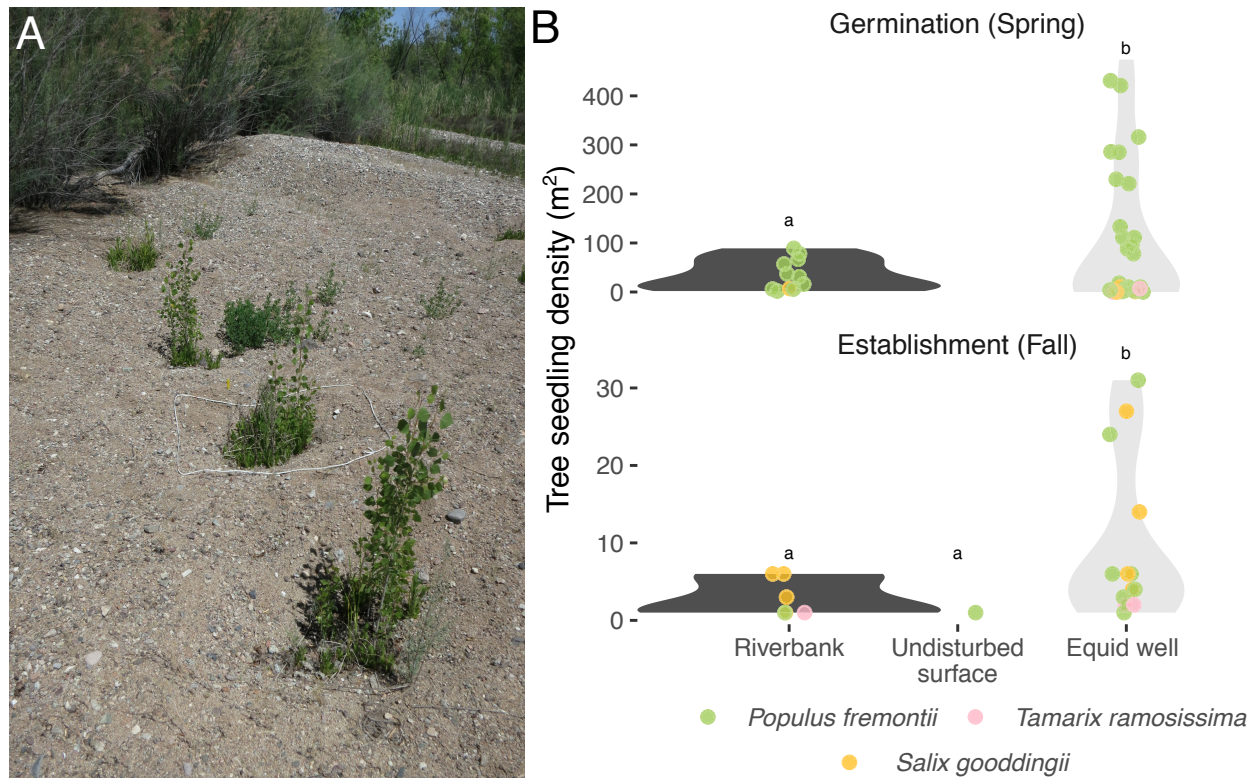 A
B
Germination (Spring)
b
400
300
200
a
100
0
Tree seedling density (m²)
Establishment (Fall)
b
30
20
10
a
a
0
Riverbank
Undisturbed
surface
Equid well
Populus fremontii
Tamarix ramosissima
Salix gooddingii